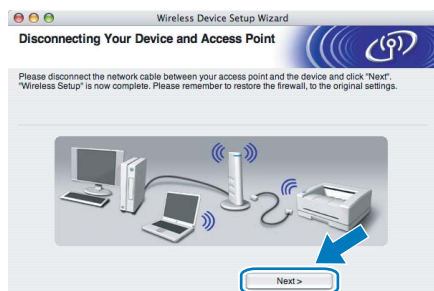 Wireless Device Setup Wizard
Disconnecting Your Device and Access Point
Please disconnect the network cable between your access point and the device and click "Next".
"Wireless Setup" is now complete. Please remember to restore the firewall, to the original settings.
Next >